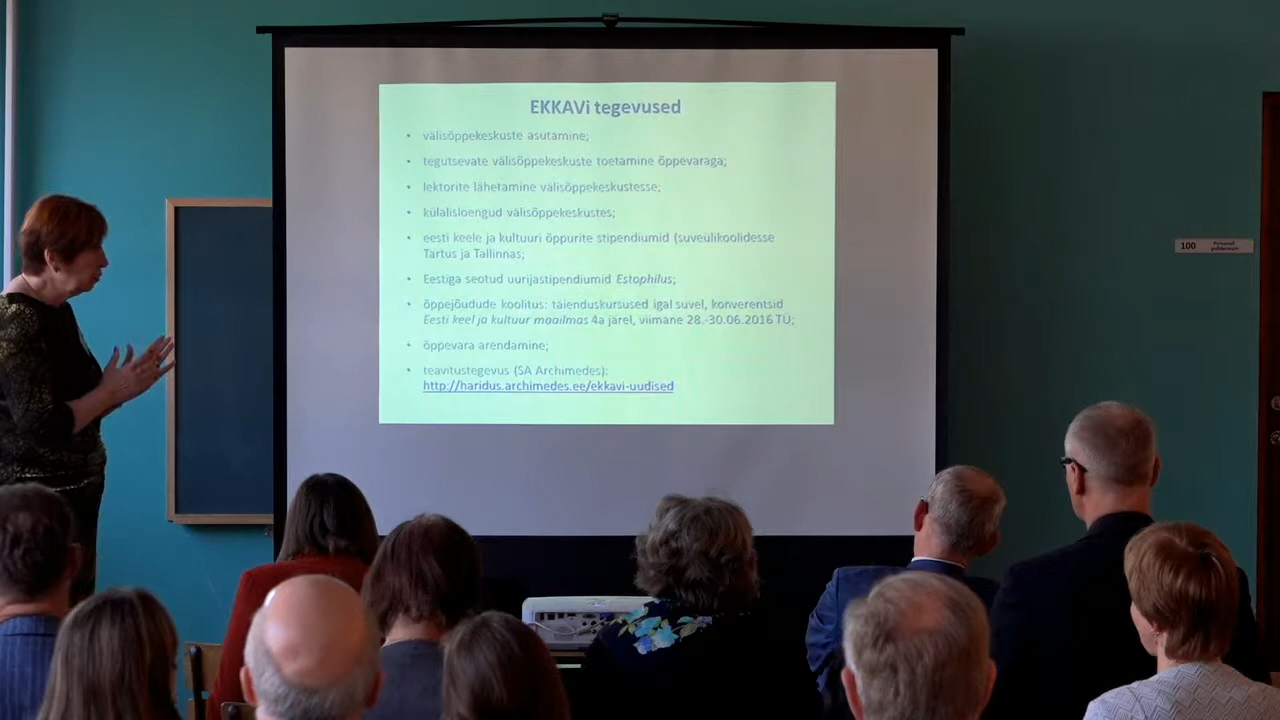 EKKAVi tegevused
• välisõppekeskuste asutamine;
• tegutsevate välisõppekeskuste toetamine õppevaraga;
• lektorite lähetamine välisõppekeskustesse;
• külalisloengud välisõppekeskustes;
• eesti keele ja kultuuri õppurite stipendiumid (suveülikoolidesse
Tartus ja Tallinnas;
• Eestiga seotud uurijastipendiumid Estophilus;
• õppejõudude koolitus: täienduskursused igal suvel, konverentsid
Eesti keel ja kultuur maailmas 4a järel, viimane 28.-30.06.2016 TÜ;
• õppevara arendamine;
• teavitustegevus (SA Archimedes):
http://haridus.archimedes.ee/ekkavi-uudised
100